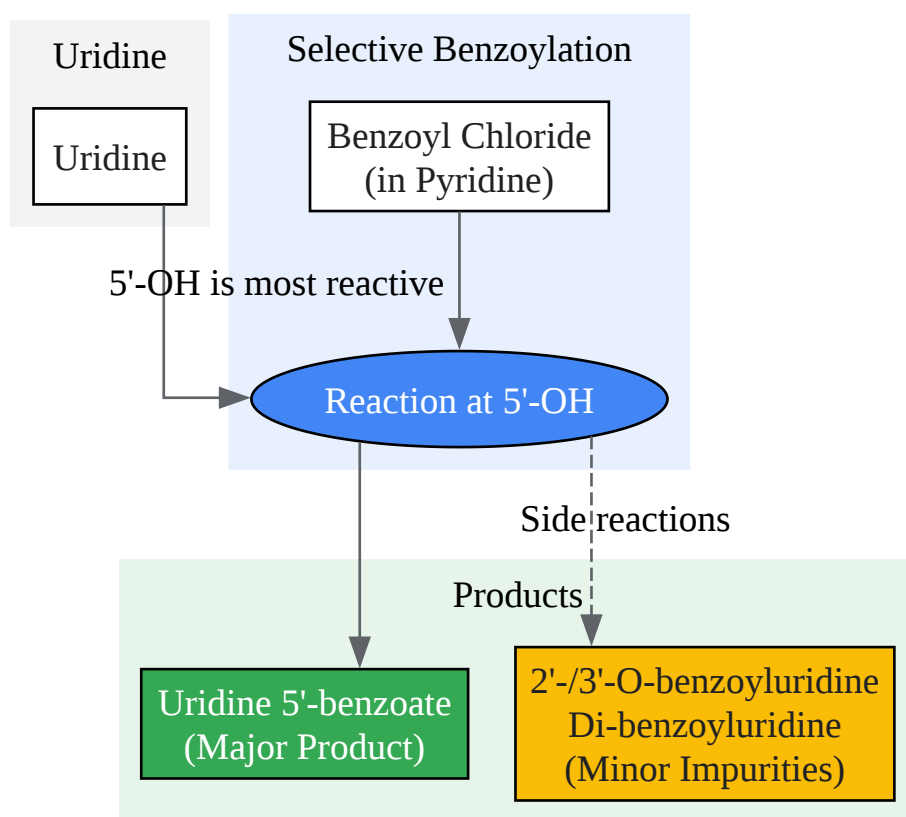 Uridine
Selective Benzoylation
Uridine
Benzoyl Chloride
(in Pyridine)
5'-OH is most reactive
Reaction at 5'-OH
Side reactions
Products
Uridine 5'-benzoate
(Major Product)
2'-/3'-O-benzoyluridine
Di-benzoyluridine
(Minor Impurities)